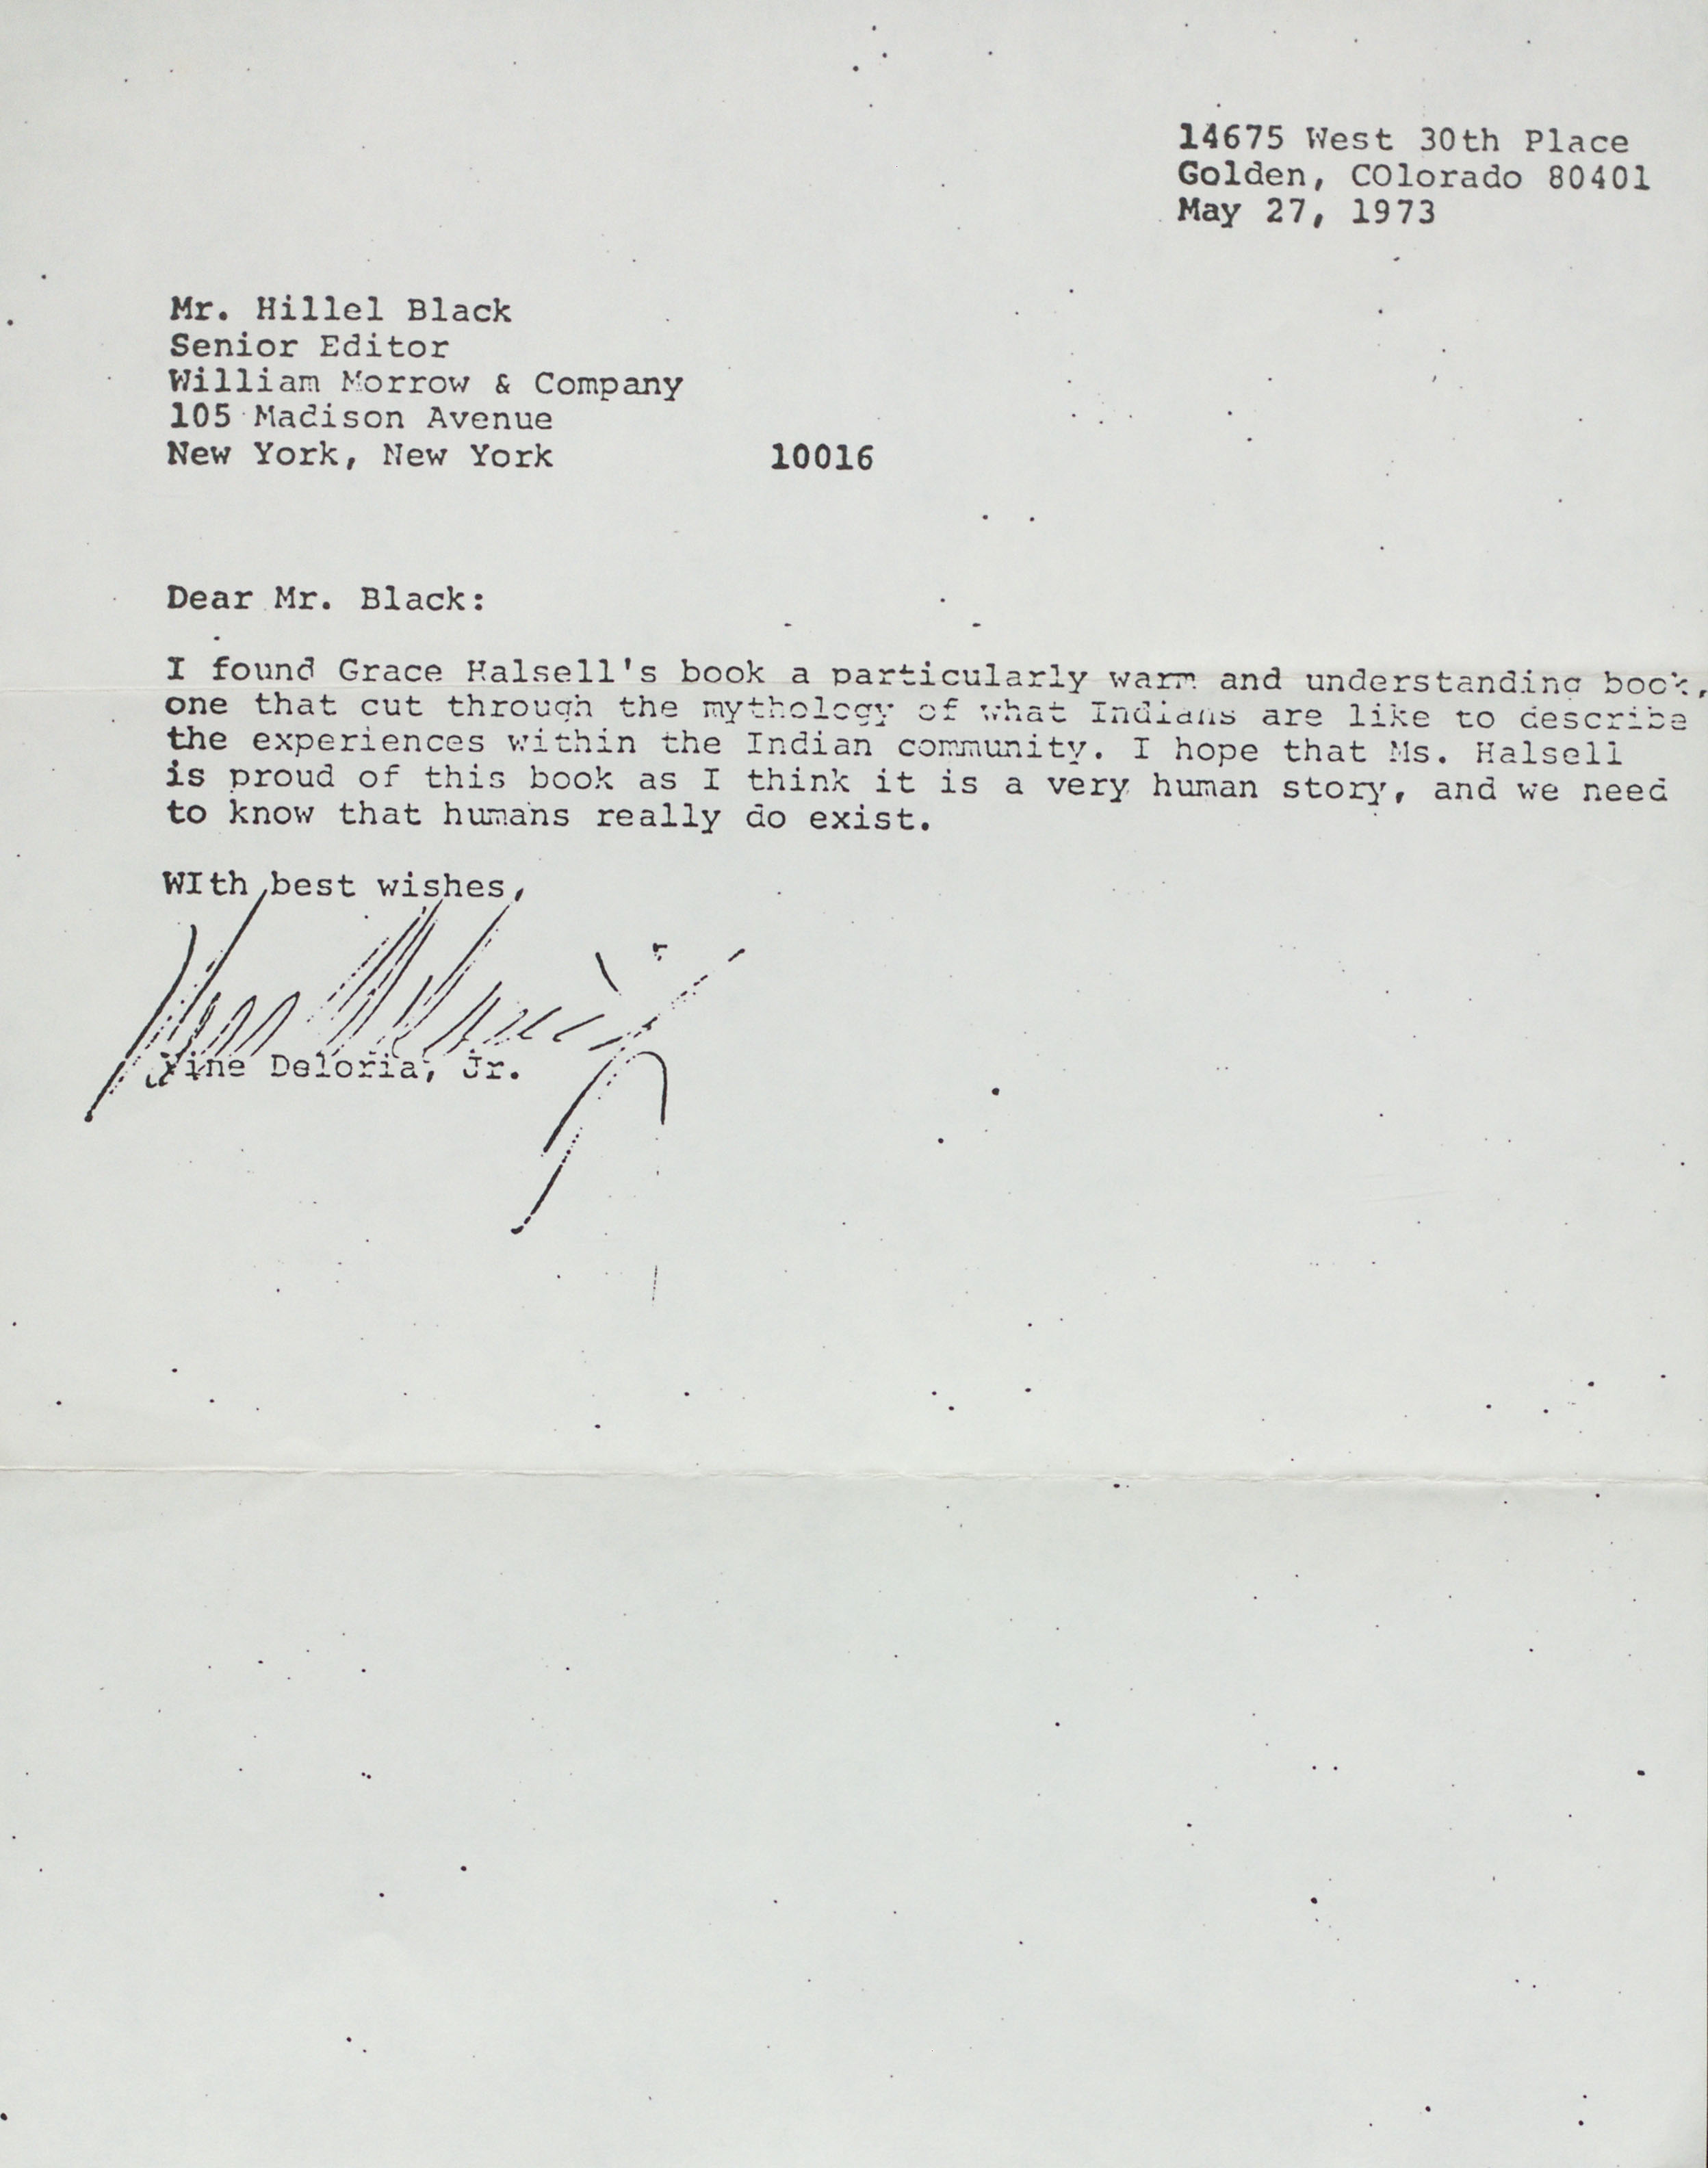 14675 West 30th Place
Golden, COlorado 80401
May 27, 1973
Mr. Hillel Black
Senior Editor
William Morrow & Company
105 Madison Avenue
New York, New York 10016
Dear Mr. Black:
I found Grace Halsell's book a particularly warm and understanding book,
one that cut through the mythology of what Indians are like to describe
the experiences within the Indian community. I hope that Ms. Halsell
is proud of this book as I think it is a very human story, and we need
to know that humans really do exist.
WIth best wishes,
Vine Deloria, Jr.